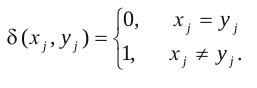 δ(x_j, y_j) = {0, x_j = y_j
1, x_j ≠ y_j.